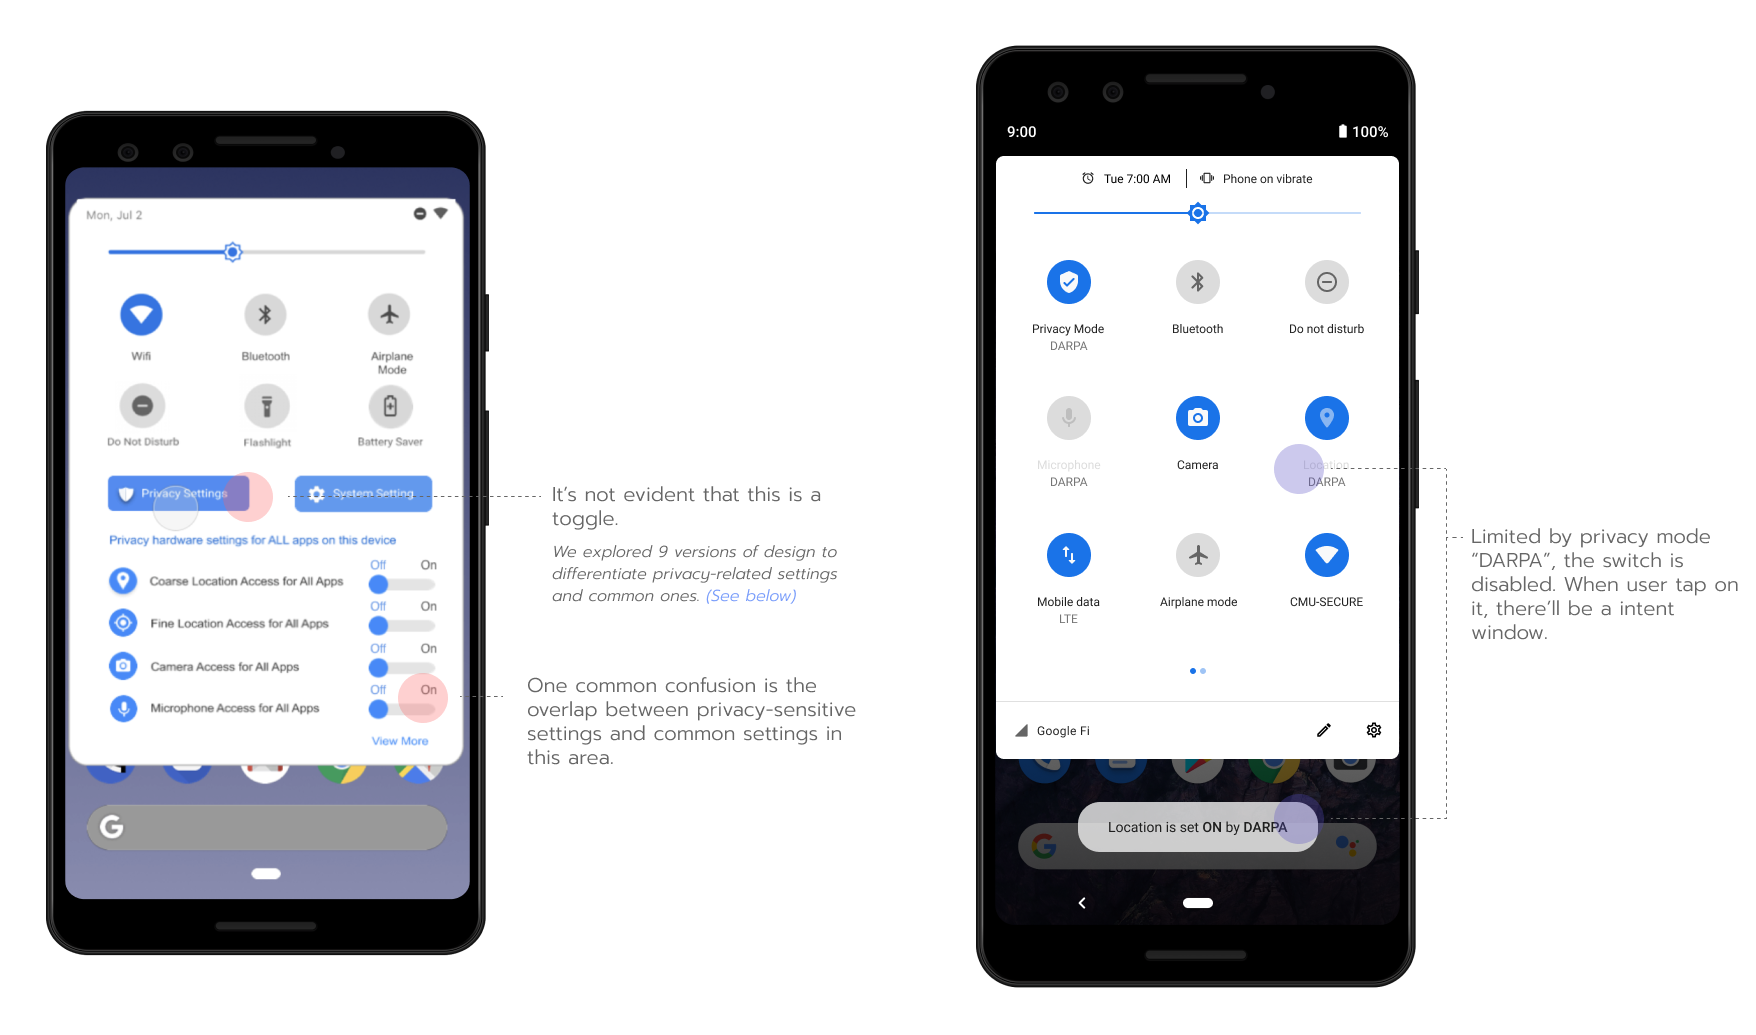 Mon, Jul 2
Wifi
Bluetooth
Airplane
Mode
Do Not Disturb
Flashlight
Battery Saver
Privacy Settings
System Setting
Privacy hardware settings for ALL apps on this device
Off On
Coarse Location Access for All Apps
Off On
Fine Location Access for All Apps
Off On
Camera Access for All Apps
Off On
Microphone Access for All Apps
View More
G
It's not evident that this is a
toggle.
We explored 9 versions of design to
differentiate privacy-related settings
and common ones. (See below)
One common confusion is the
overlap between privacy-sensitive
settings and common settings in
this area.
9:00
100%
Tue 7:00 AM
Phone on vibrate
Privacy Mode
DARPA
Bluetooth
Do not disturb
Microphone
DARPA
Camera
Location
DARPA
Mobile data
LTE
Airplane mode
CMU-SECURE
Google Fi
Location is set ON by DARPA
G
Limited by privacy mode
“DARPA”, the switch is
disabled. When user tap on
it, there'll be a intent
window.